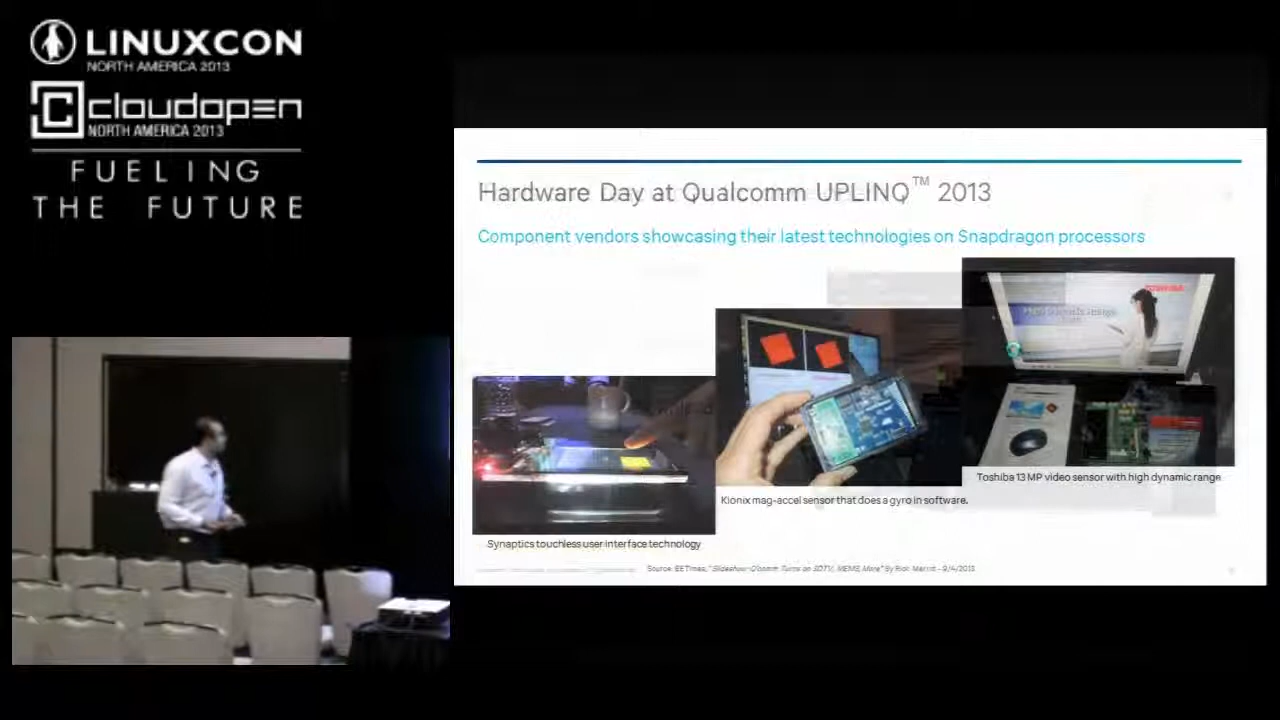 LINUXCON
NORTH AMERICA 2013
cloudopen
NORTH AMERICA 2013
FUELING
THE FUTURE
Hardware Day at Qualcomm UPLINQ™ 2013
Component vendors showcasing their latest technologies on Snapdragon processors
TOSHIBA
Toshiba 13 MP video sensor with high dynamic range
Kionix mag-accel sensor that does a gyro in software.
Synaptics touchless user interface technology
Source: EETimes, "Slideshow: Q'comm Turns on 3DTV, MEMS, More" By Rick Merritt - 9/4/2013